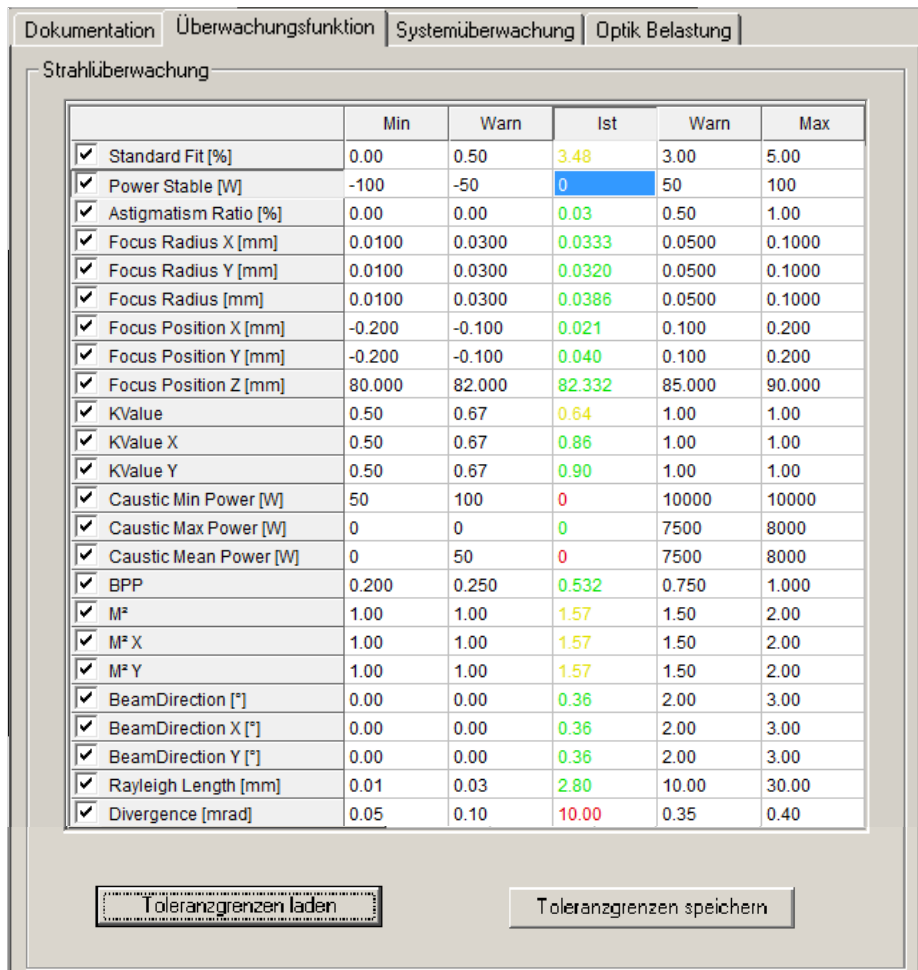 Dokumentation Überwachungsfunktion Systemüberwachung Optik Belastung
Strahlüberwachung
Min Warn Ist Warn Max
Standard Fit [%] 0.00 0.50 3.48 3.00 5.00
Power Stable [W] -100 -50 0 50 100
Astigmatism Ratio [%] 0.00 0.00 0.03 0.50 1.00
Focus Radius X [mm] 0.0100 0.0300 0.0333 0.0500 0.1000
Focus Radius Y [mm] 0.0100 0.0300 0.0320 0.0500 0.1000
Focus Radius [mm] 0.0100 0.0300 0.0386 0.0500 0.1000
Focus Position X [mm] -0.200 -0.100 0.021 0.100 0.200
Focus Position Y [mm] -0.200 -0.100 0.040 0.100 0.200
Focus Position Z [mm] 80.000 82.000 82.332 85.000 90.000
KValue 0.50 0.67 0.64 1.00 1.00
KValue X 0.50 0.67 0.86 1.00 1.00
KValue Y 0.50 0.67 0.90 1.00 1.00
Caustic Min Power [W] 50 100 0 10000 10000
Caustic Max Power [W] 0 0 0 7500 8000
Caustic Mean Power [W] 0 50 0 7500 8000
BPP 0.200 0.250 0.532 0.750 1.000
M² 1.00 1.00 1.57 1.50 2.00
M² X 1.00 1.00 1.57 1.50 2.00
M² Y 1.00 1.00 1.57 1.50 2.00
BeamDirection [°] 0.00 0.00 0.36 2.00 3.00
BeamDirection X [°] 0.00 0.00 0.36 2.00 3.00
BeamDirection Y [°] 0.00 0.00 0.36 2.00 3.00
Rayleigh Length [mm] 0.01 0.03 2.80 10.00 30.00
Divergence [mrad] 0.05 0.10 10.00 0.35 0.40
Toleranzgrenzen laden Toleranzgrenzen speichern